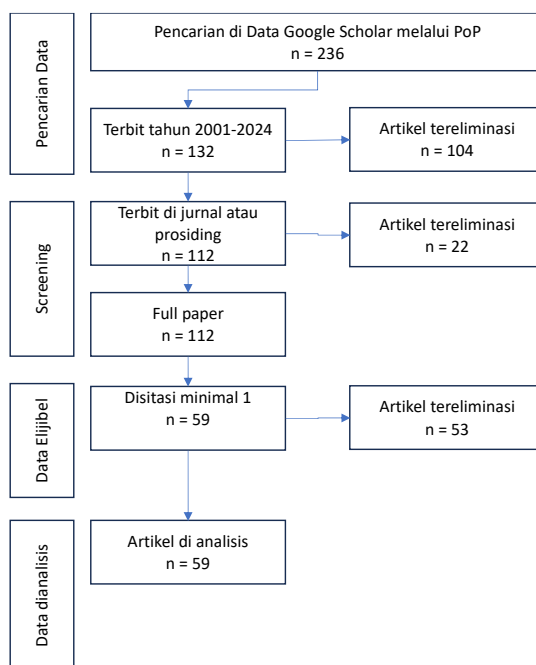 Pencarian Data
Pencarian di Data Google Scholar melalui PoP
n = 236
Terbit tahun 2001-2024
n = 132
Artikel tereliminasi
n = 104
Screening
Terbit di jurnal atau
prosiding
n = 112
Artikel tereliminasi
n = 22
Full paper
n = 112
Data Elijibel
Disitasi minimal 1
n = 59
Artikel tereliminasi
n = 53
Data dianalisis
Artikel di analisis
n = 59